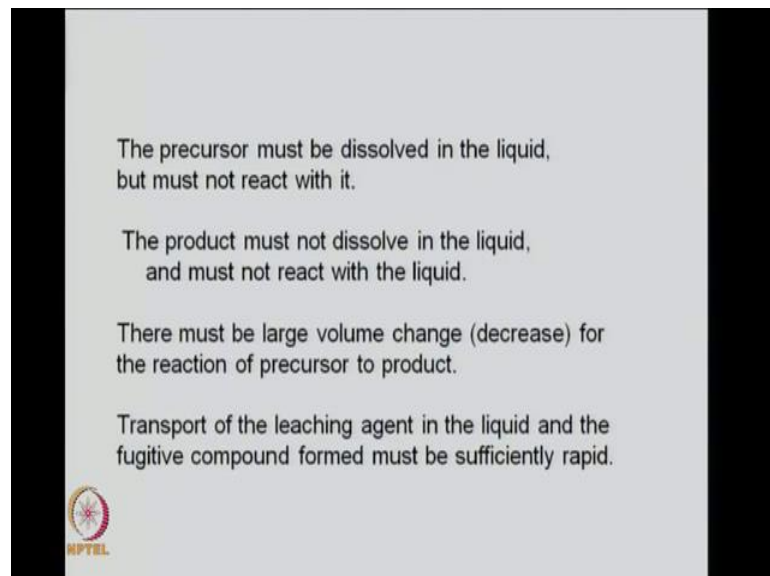 The precursor must be dissolved in the liquid,
but must not react with it.
The product must not dissolve in the liquid,
and must not react with the liquid.
There must be large volume change (decrease) for
the reaction of precursor to product.
Transport of the leaching agent in the liquid and the
fugitive compound formed must be sufficiently rapid.
NPTEL